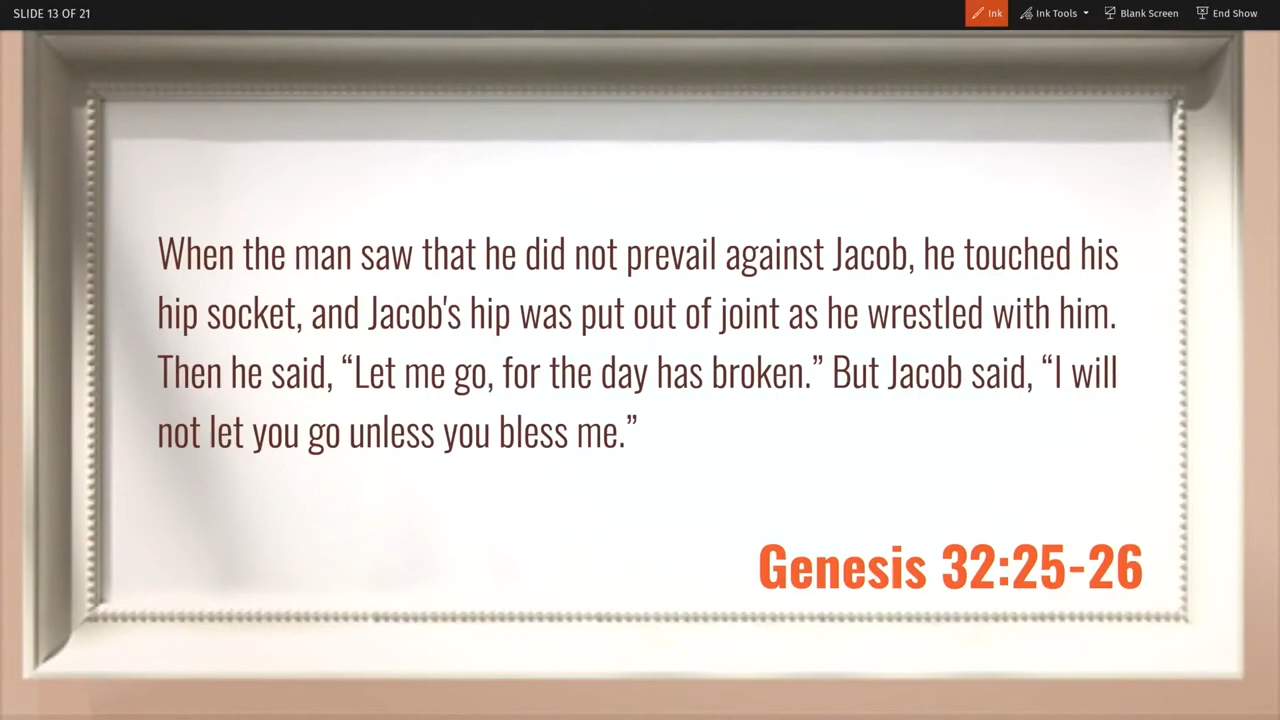 SLIDE 13 OF 21
Ink
Ink Tools
Blank Screen
End Show
When the man saw that he did not prevail against Jacob, he touched his
hip socket, and Jacob's hip was put out of joint as he wrestled with him.
Then he said, “Let me go, for the day has broken.” But Jacob said, “I will
not let you go unless you bless me.”
Genesis 32:25-26